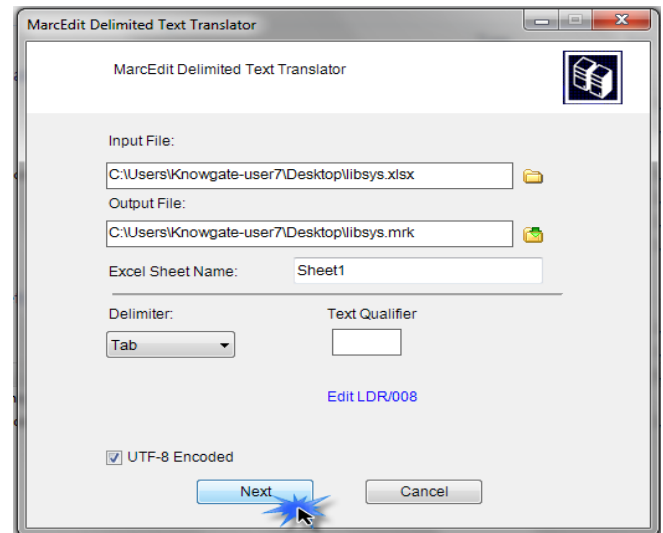 MarcEdit Delimited Text Translator
MarcEdit Delimited Text Translator
Input File:
C:\Users\Knowgate-user7\Desktop\libsys.xlsx
Output File:
C:\Users\Knowgate-user7\Desktop\libsys.mrk
Excel Sheet Name: Sheet1
Delimiter: Text Qualifier
Tab
Edit LDR/008
UTF-8 Encoded
Next Cancel